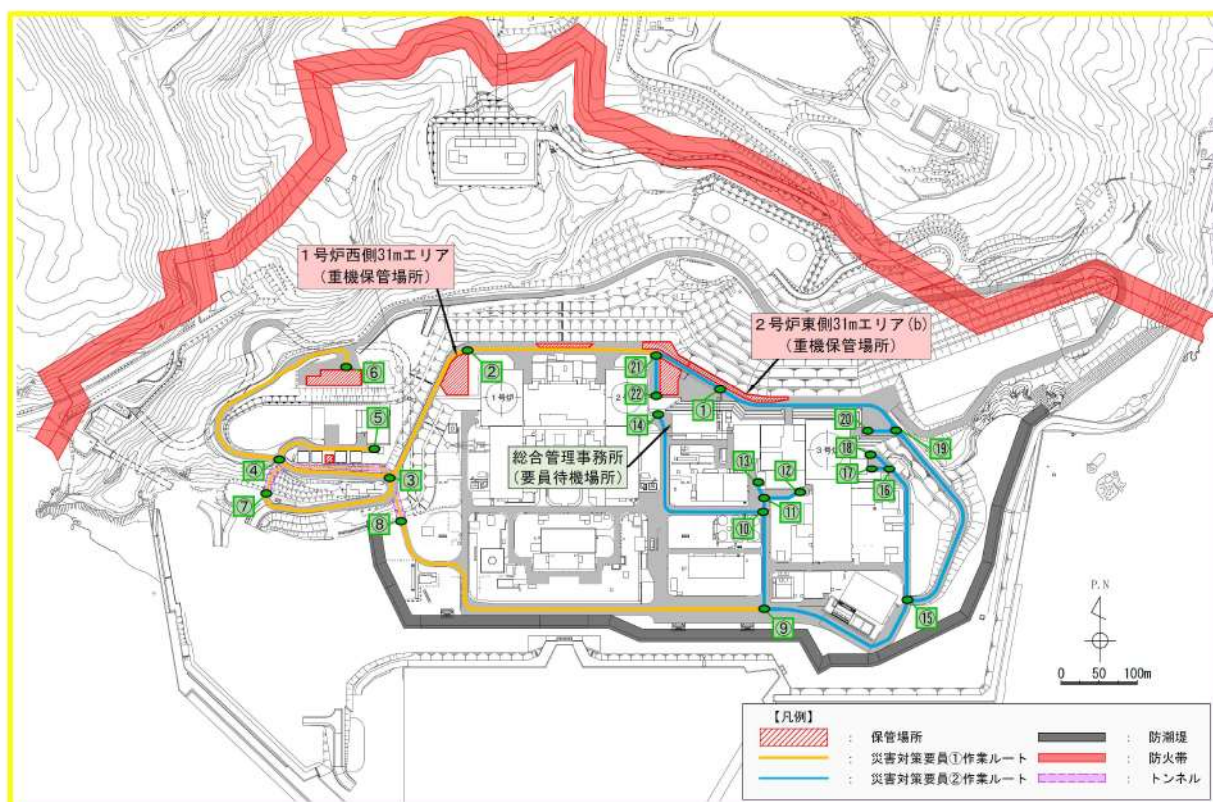 1号炉西側31mエリア
(重機保管場所)
2号炉東側31mエリア(b)
(重機保管場所)
総合管理事務所
(要員待機場所)
1号炉
2
3号炉
①
②
③
④
⑤
⑥
⑦
⑧
⑨
⑩
⑪
⑫
⑬
⑭
⑮
⑯
⑰
⑱
⑲
⑳
㉑
㉒
P.N
0 50 100m
【凡例】
: 保管場所
: 災害対策要員①作業ルート
: 災害対策要員②作業ルート
: 防潮堤
: 防火帯
: トンネル